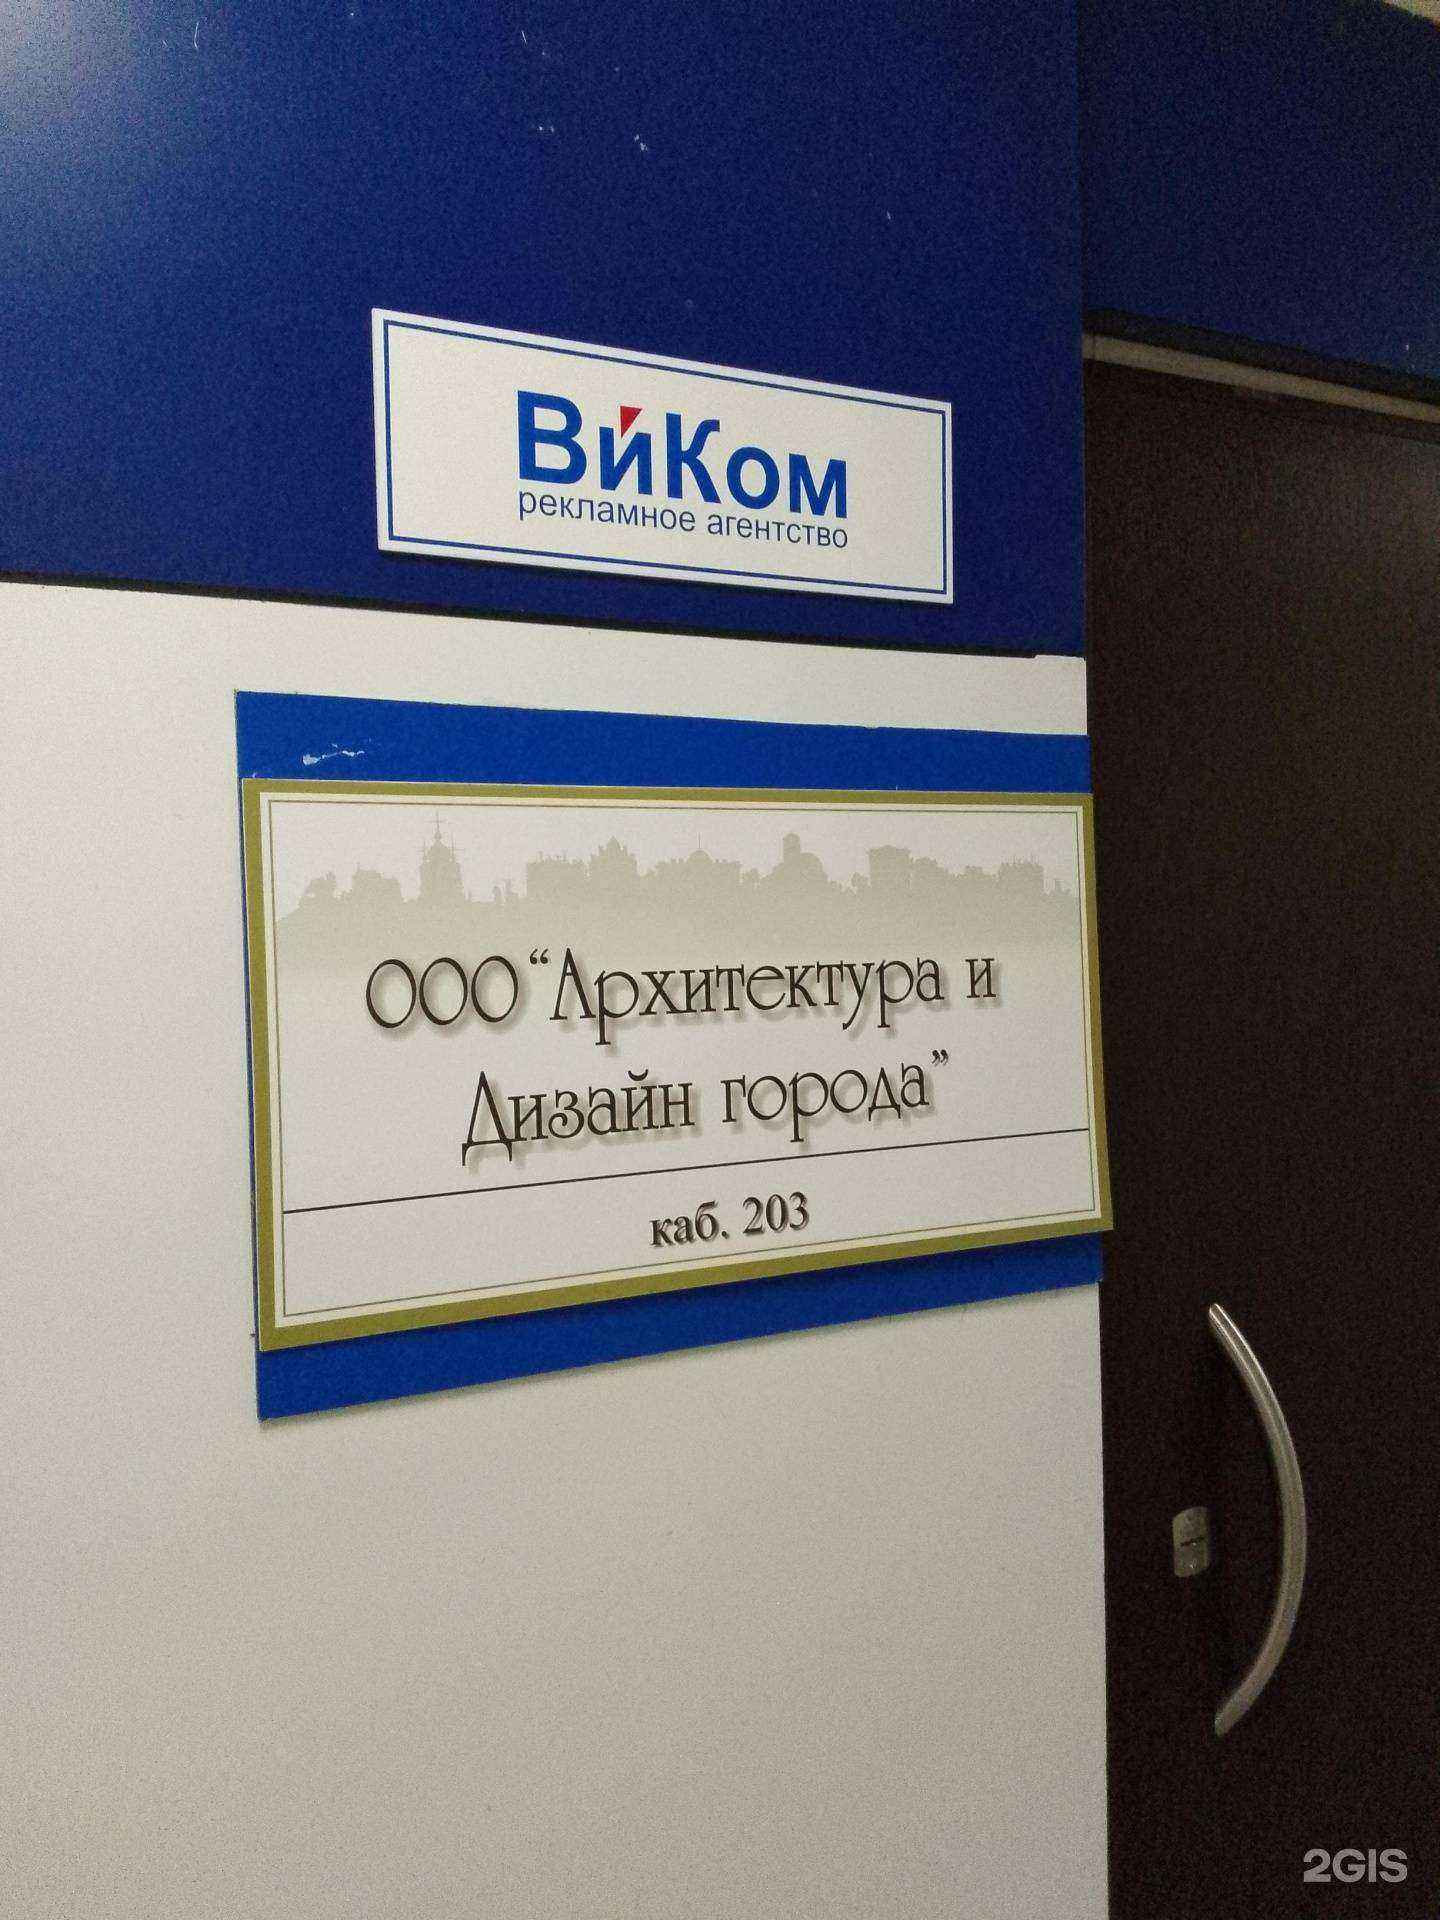 ВиКом
рекламное агентство
ООО “Архитектура и
Дизайн города”
каб. 203
2GIS